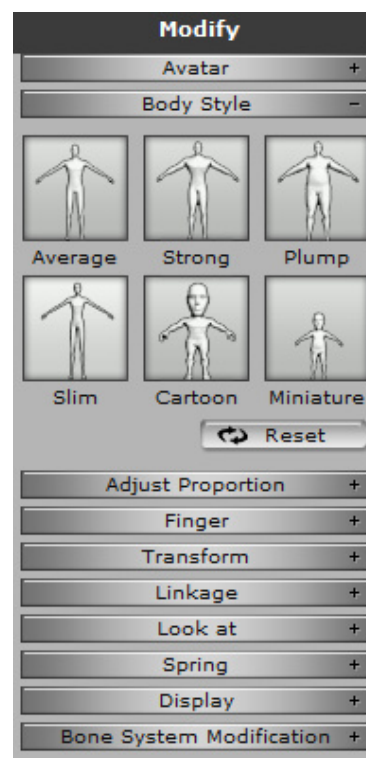 Modify
Avatar +
Body Style -
Average Strong Plump
Slim Cartoon Miniature
Reset
Adjust Proportion +
Finger +
Transform +
Linkage +
Look at +
Spring +
Display +
Bone System Modification +